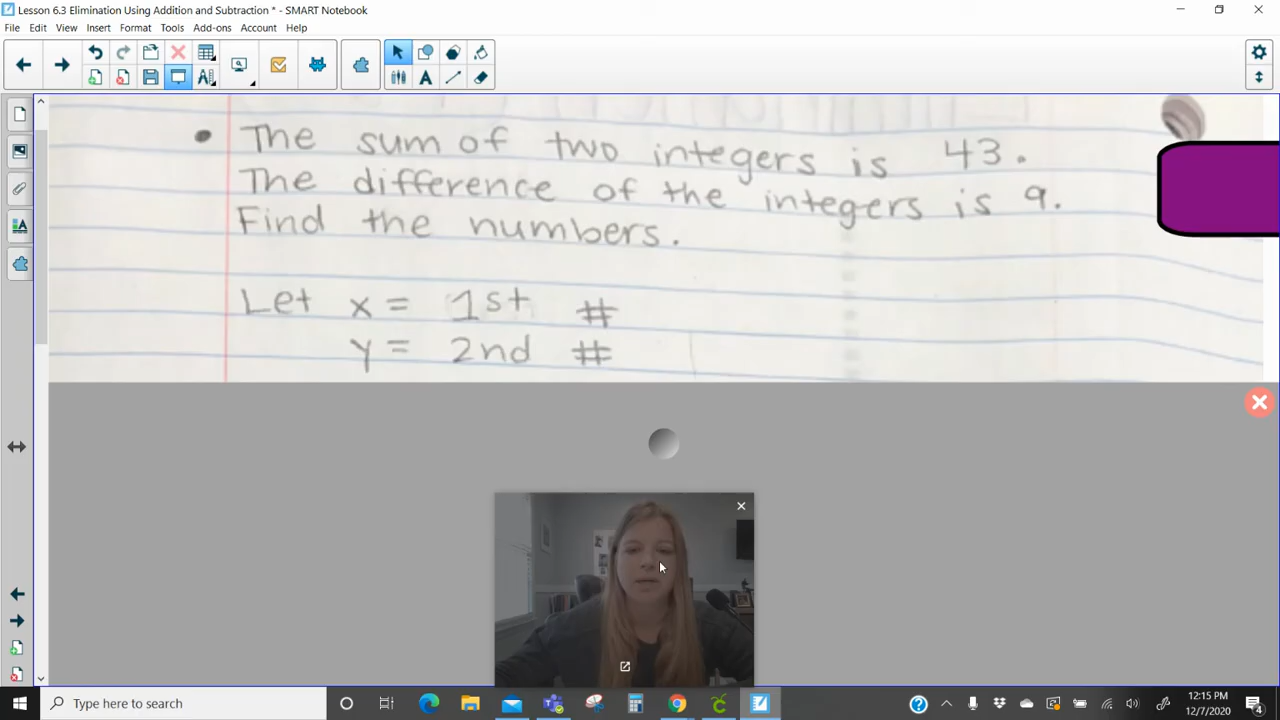 Lesson 6.3 Elimination Using Addition and Subtraction * - SMART Notebook
File Edit View Insert Format Tools Add-ons Account Help
• The sum of two integers is 43.
The difference of the integers is 9.
Find the numbers.
Let x = 1st #
y = 2nd #
Type here to search
12:15 PM
12/7/2020
4